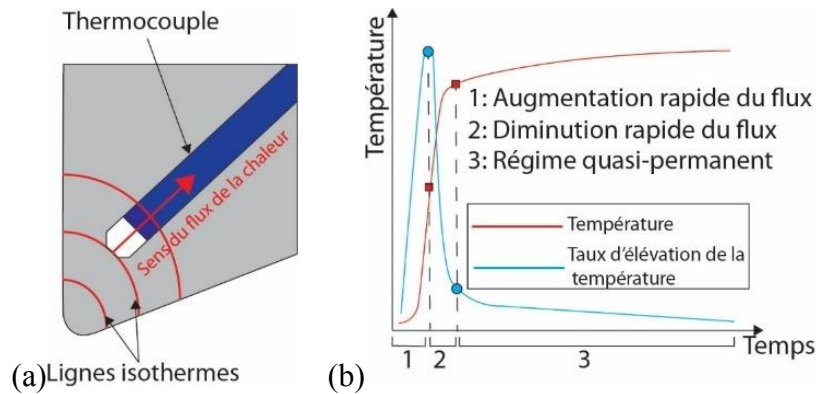 Thermocouple
Sens du flux de la chaleur
(a)Lignes isothermes
(b)
Température
1: Augmentation rapide du flux
2: Diminution rapide du flux
3: Régime quasi-permanent
Température
Taux d'élévation de la
température
Temps
1 2 3